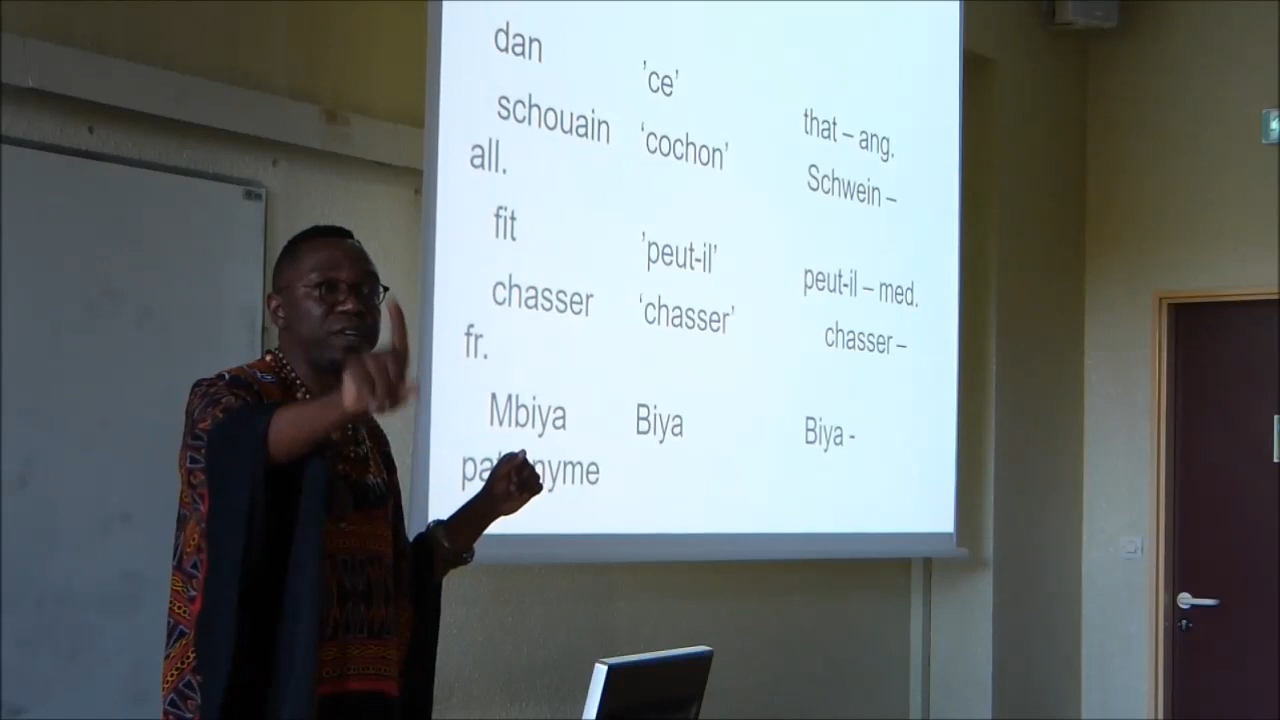 dan 'ce' that – ang.
schouain 'cochon' Schwein –
all.
fit 'peut-il' peut-il – med.
chasser 'chasser' chasser –
fr.
Mbiya Biya Biya -